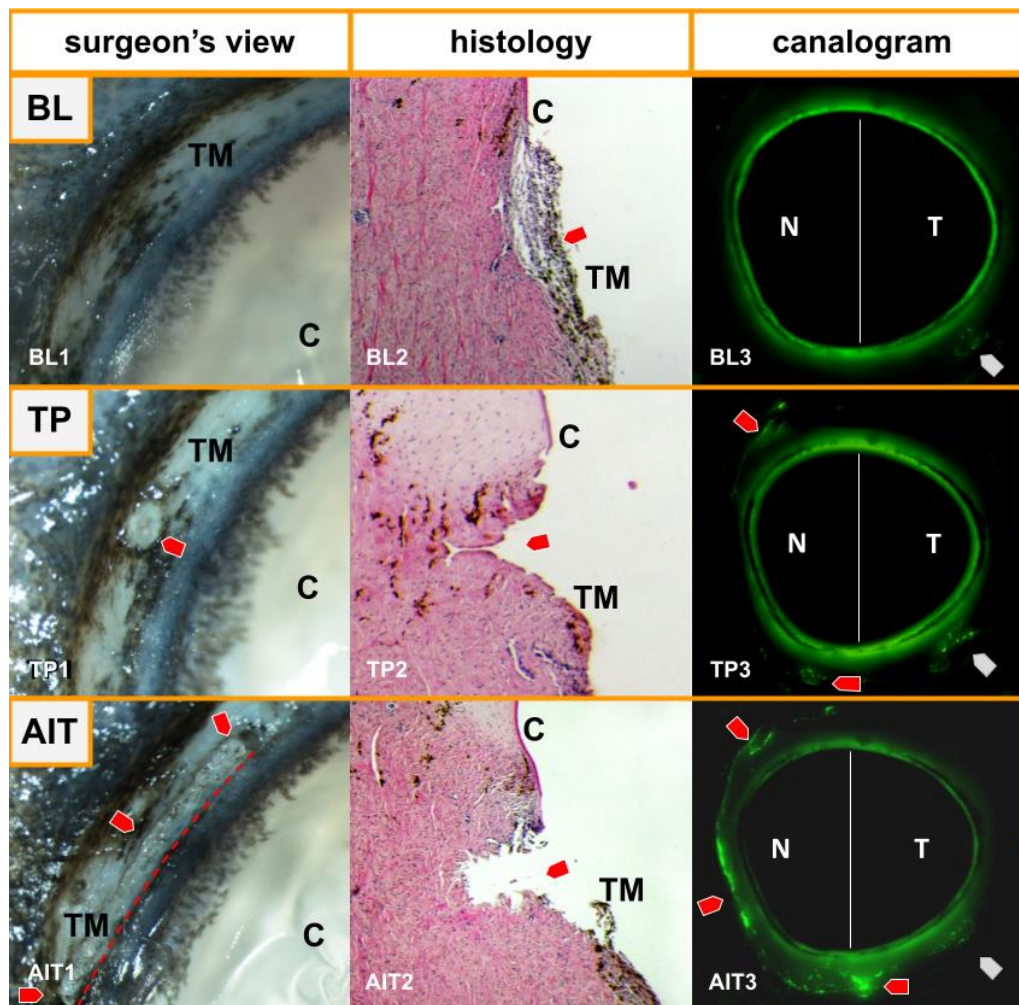 surgeon's view histology canalogram
BL
TM
C
BL1
C
TM
BL2
N T
BL3
TP
TM
C
TP1
C
TM
TP2
N T
TP3
AIT
TM
C
AIT1
C
TM
AIT2
N T
AIT3